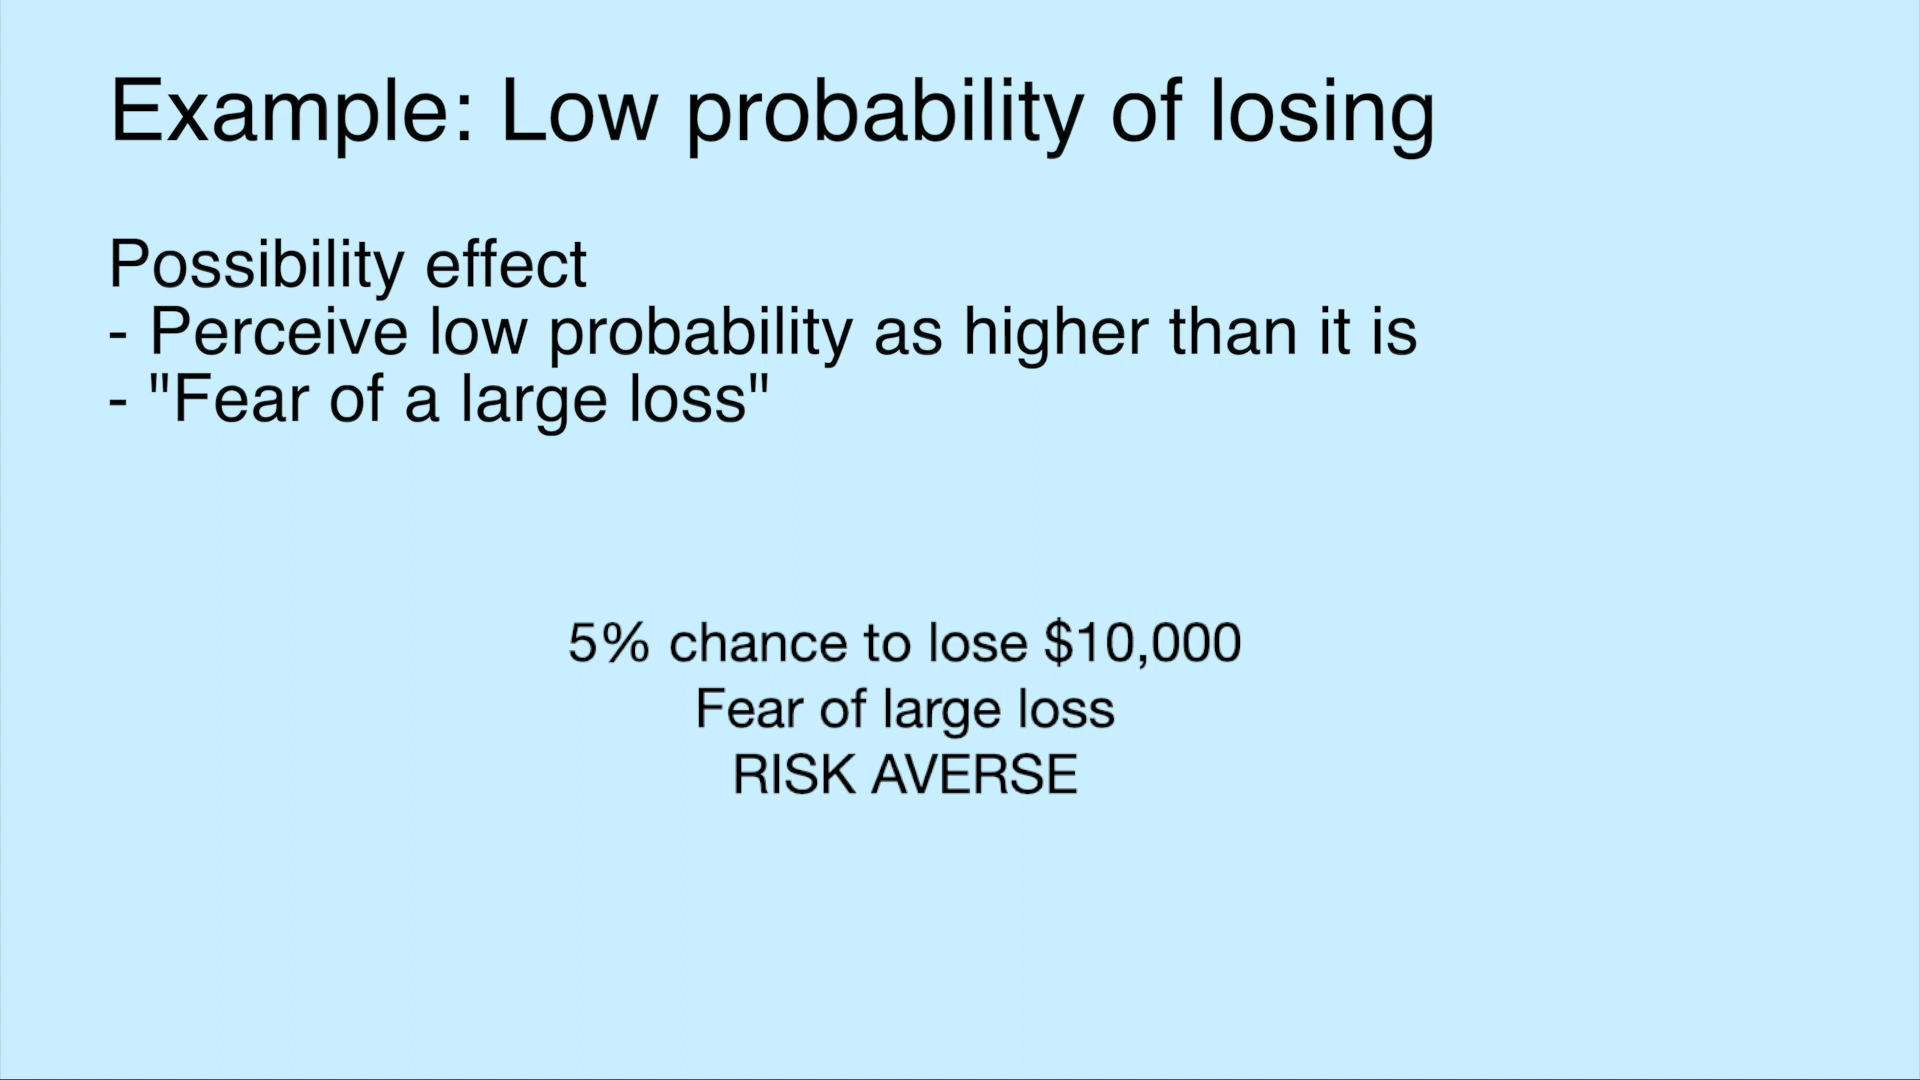 Example: Low probability of losing
Possibility effect
- Perceive low probability as higher than it is
- "Fear of a large loss"
5% chance to lose $10,000
Fear of large loss
RISK AVERSE